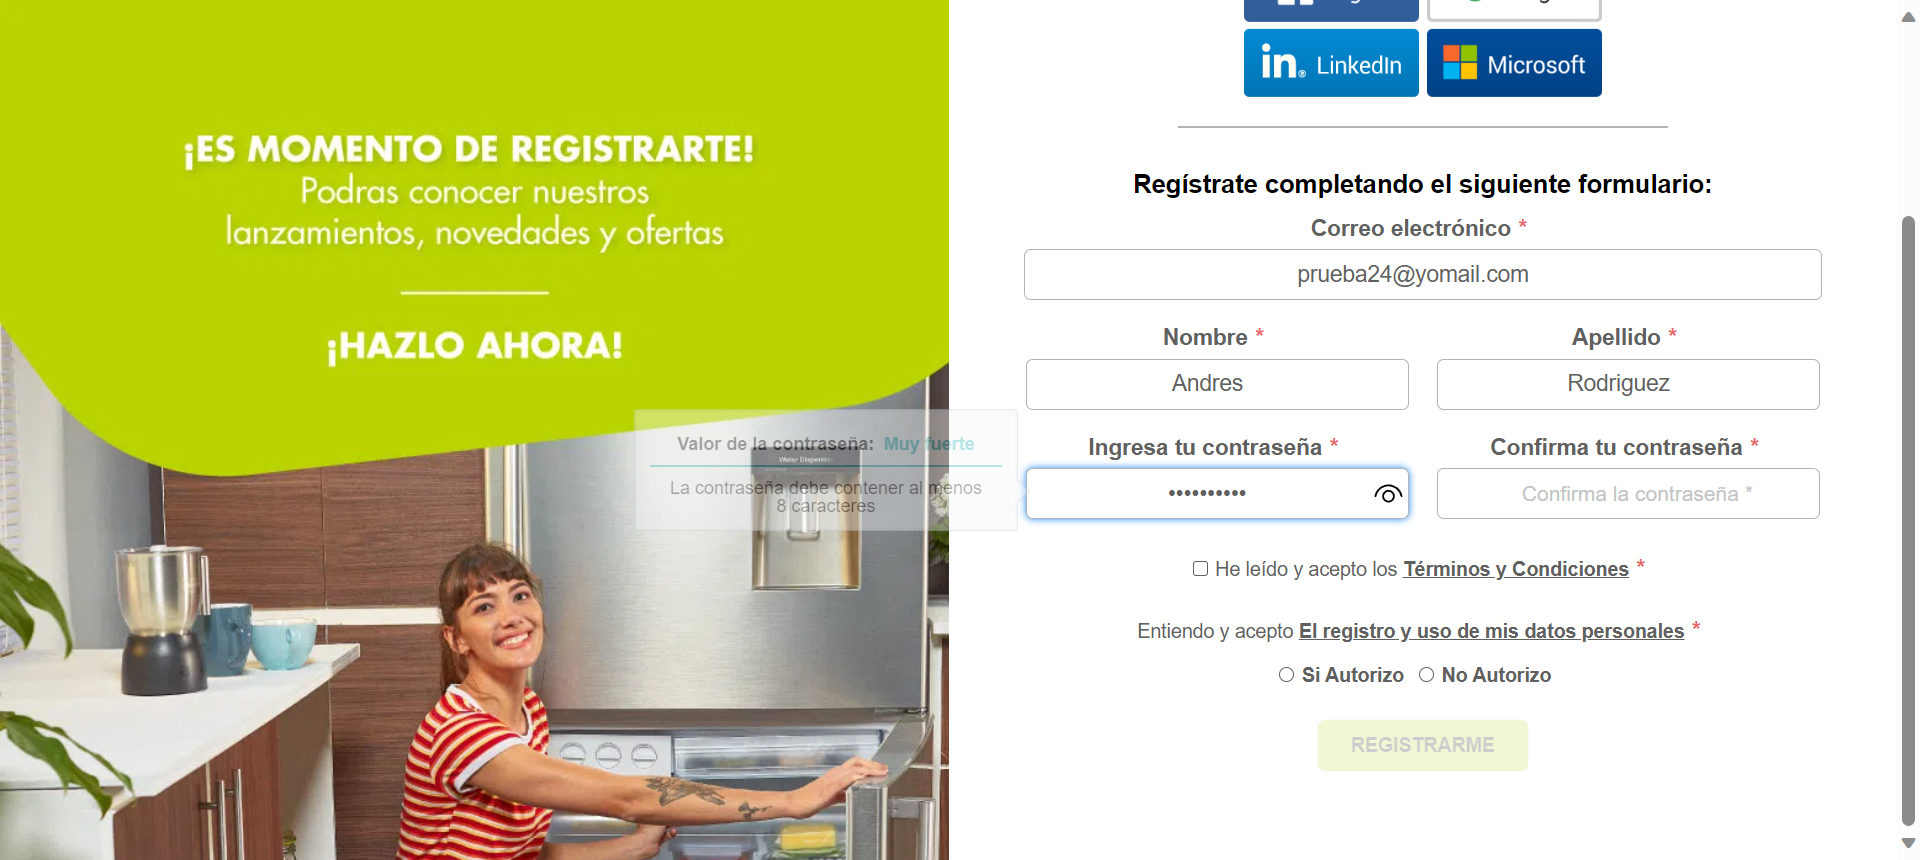 ¡ES MOMENTO DE REGISTRARTE!
Podras conocer nuestros
lanzamientos, novedades y ofertas
¡HAZLO AHORA!
Water Dispenser
LinkedIn
Microsoft
Regístrate completando el siguiente formulario:
Correo electrónico *
prueba24@yomail.com
Nombre *
Apellido *
Andres
Rodriguez
Valor de la contraseña: Muy fuerte
La contraseña debe contener al menos
8 caracteres
Ingresa tu contraseña *
Confirma tu contraseña *
••••••••••
Confirma la contraseña *
He leído y acepto los Términos y Condiciones *
Entiendo y acepto El registro y uso de mis datos personales *
Si Autorizo
No Autorizo
REGISTRARME